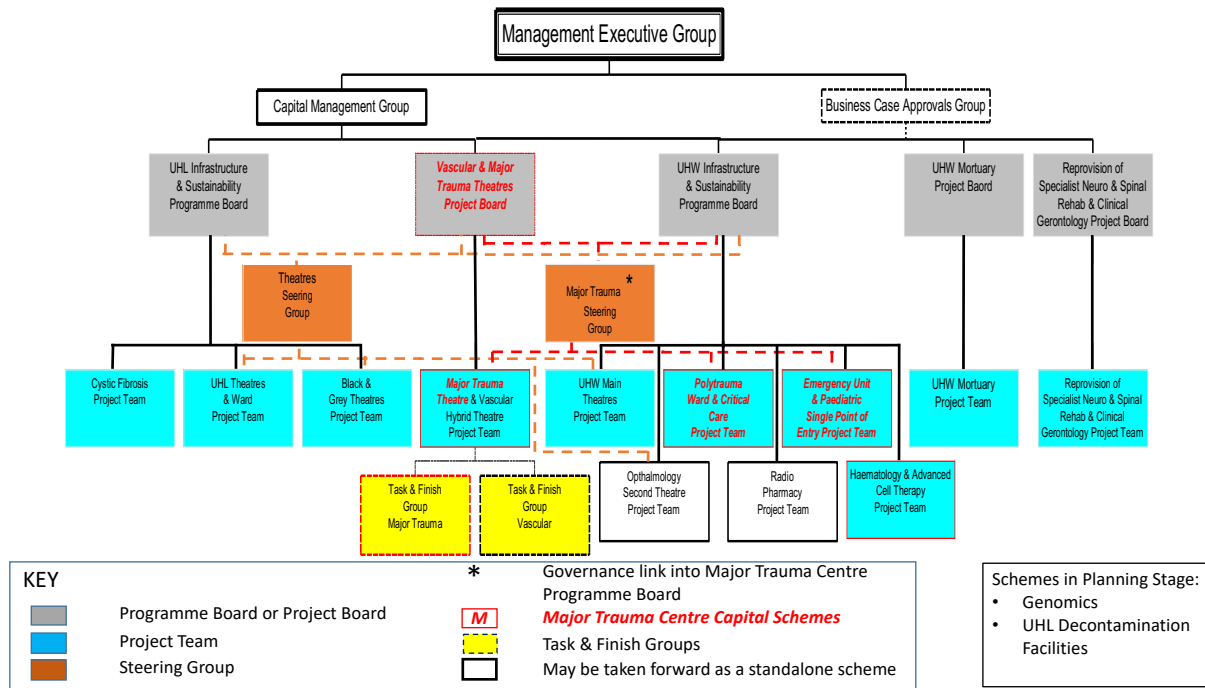 Management Executive Group
Capital Management Group
Business Case Approvals Group
UHL Infrastructure
& Sustainability
Programme Board
Vascular & Major
Trauma Theatres
Project Board
UHW Infrastructure
& Sustainability
Programme Board
UHW Mortuary
Project Baord
Reprovision of
Specialist Neuro & Spinal
Rehab & Clinical
Gerontology Project Board
Theatres
Seering
Group
Major Trauma *
Steering
Group
Cystic Fibrosis
Project Team
UHL Theatres
& Ward
Project Team
Black &
Grey Theatres
Project Team
Major Trauma
Theatre & Vascular
Hybrid Theatre
Project Team
UHW Main
Theatres
Project Team
Polytrauma
Ward & Critical
Care
Project Team
Emergency Unit
& Paediatric
Single Point of
Entry Project Team
UHW Mortuary
Project Team
Reprovision of
Specialist Neuro & Spinal
Rehab & Clinical
Gerontology Project Team
Task & Finish
Group
Major Trauma
Task & Finish
Group
Vascular
Opthalmology
Second Theatre
Project Team
Radio
Pharmacy
Project Team
Haematology & Advanced
Cell Therapy
Project Team
KEY
Programme Board or Project Board
Project Team
Steering Group
* Governance link into Major Trauma Centre
Programme Board
M Major Trauma Centre Capital Schemes
Task & Finish Groups
May be taken forward as a standalone scheme
Schemes in Planning Stage:
• Genomics
• UHL Decontamination
Facilities